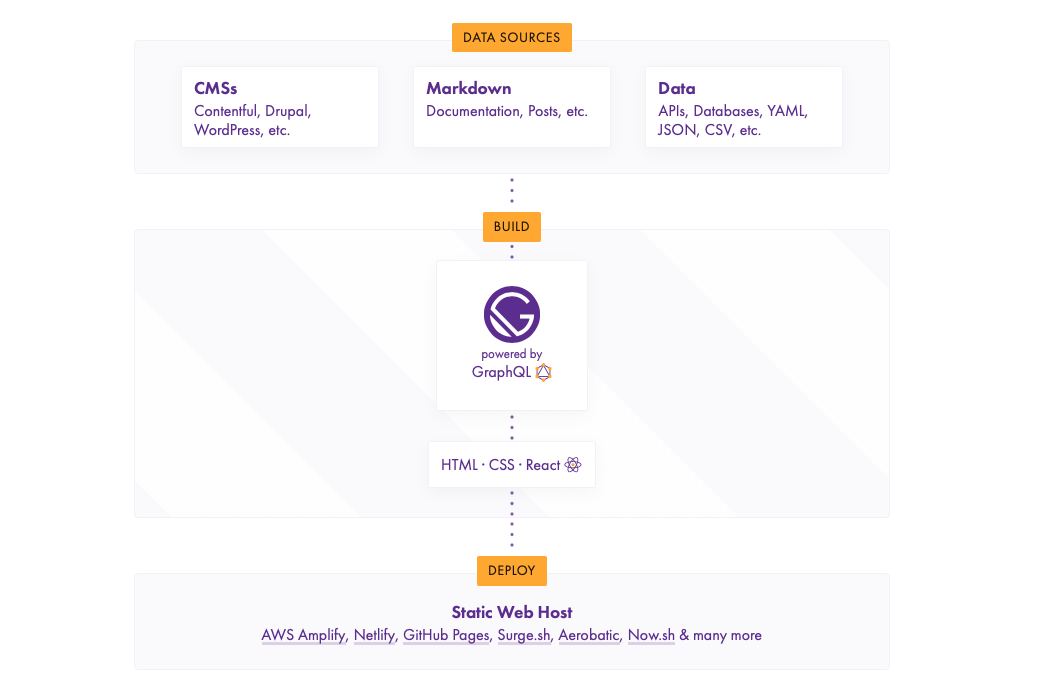 DATA SOURCES
CMSs
Contentful, Drupal,
WordPress, etc.
Markdown
Documentation, Posts, etc.
Data
APIs, Databases, YAML,
JSON, CSV, etc.
BUILD
powered by
GraphQL
HTML · CSS · React
DEPLOY
Static Web Host
AWS Amplify, Netlify, GitHub Pages, Surge.sh, Aerobatic, Now.sh & many more